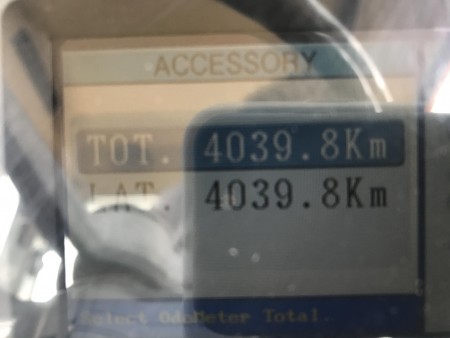 ACCESSORY
TOT. 4039.8Km
LAT. 4039.8Km
Select OdoMeter Total.